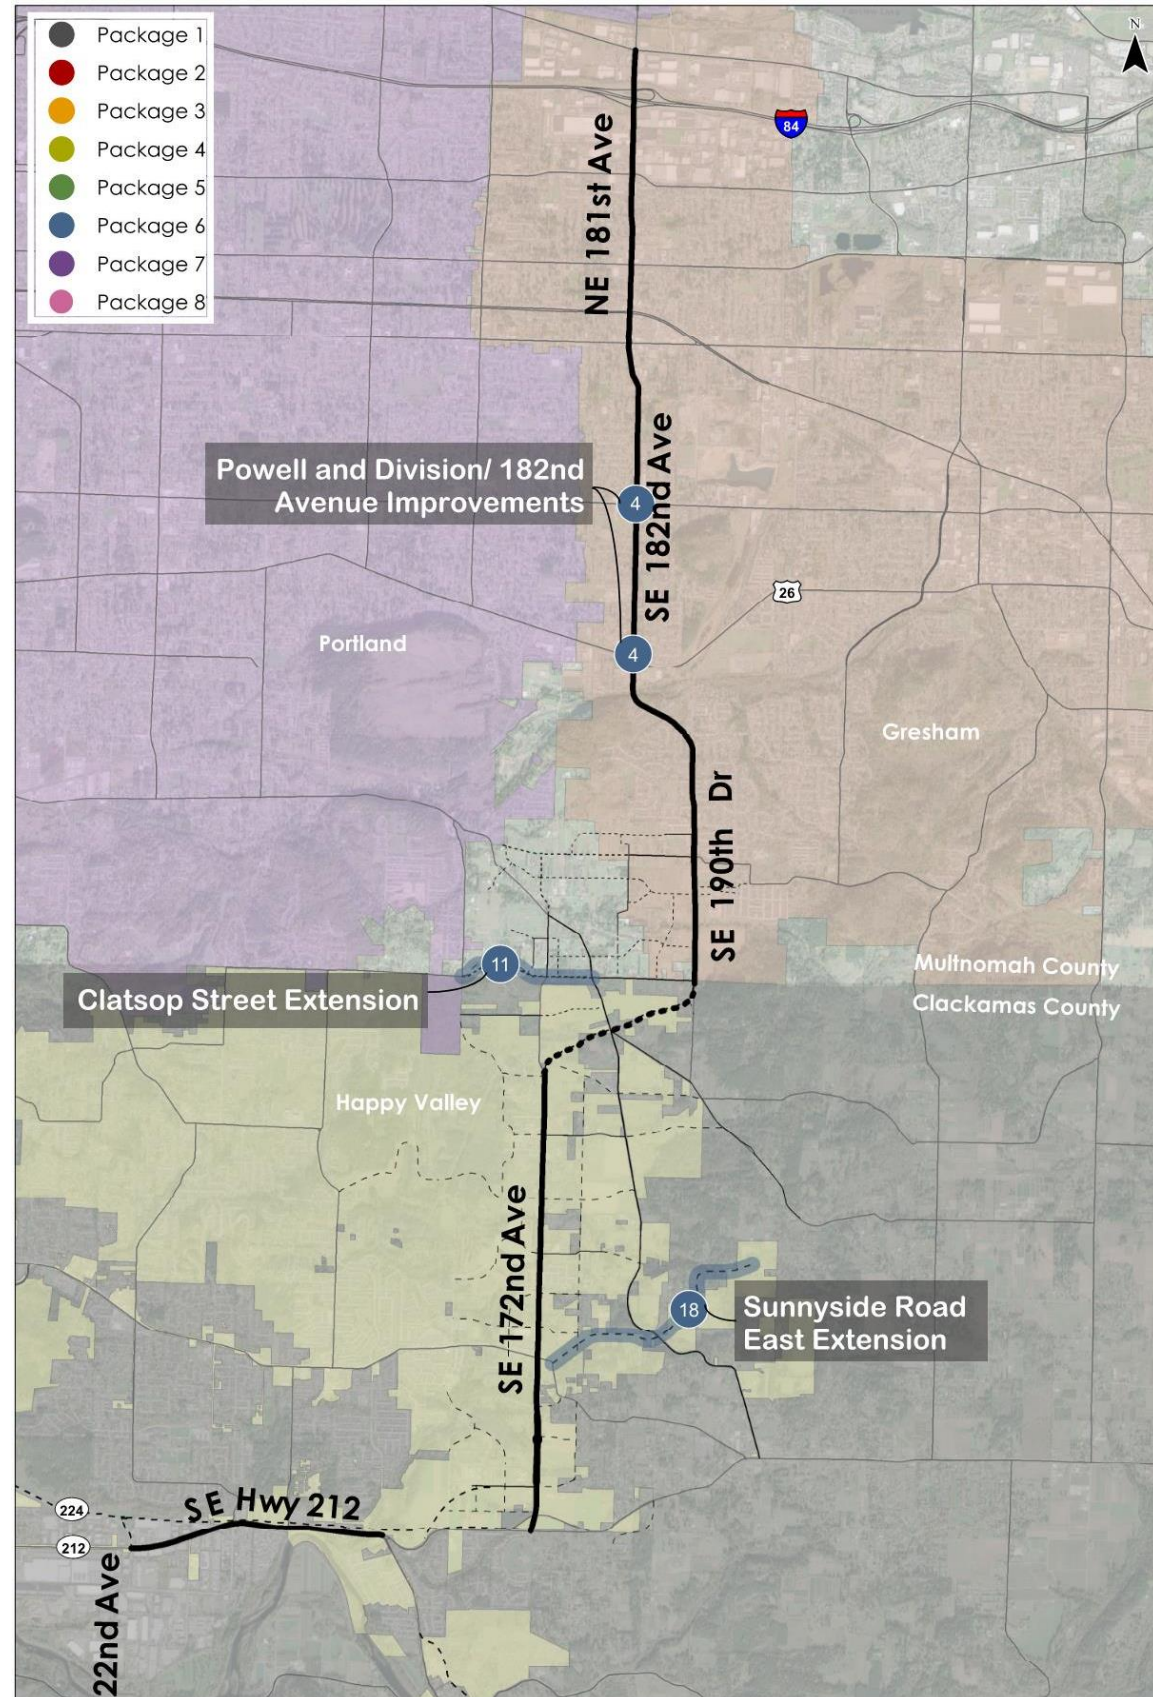 Package 1
Package 2
Package 3
Package 4
Package 5
Package 6
Package 7
Package 8
N
84
NE 181st Ave
Powell and Division/ 182nd
Avenue Improvements
4
SE 182nd Ave
26
Portland
4
Gresham
SE 190th Dr
11
Clatsop Street Extension
Multnomah County
Clackamas County
Happy Valley
SE 172nd Ave
18
Sunnyside Road
East Extension
SE Hwy 212
224
212
22nd Ave